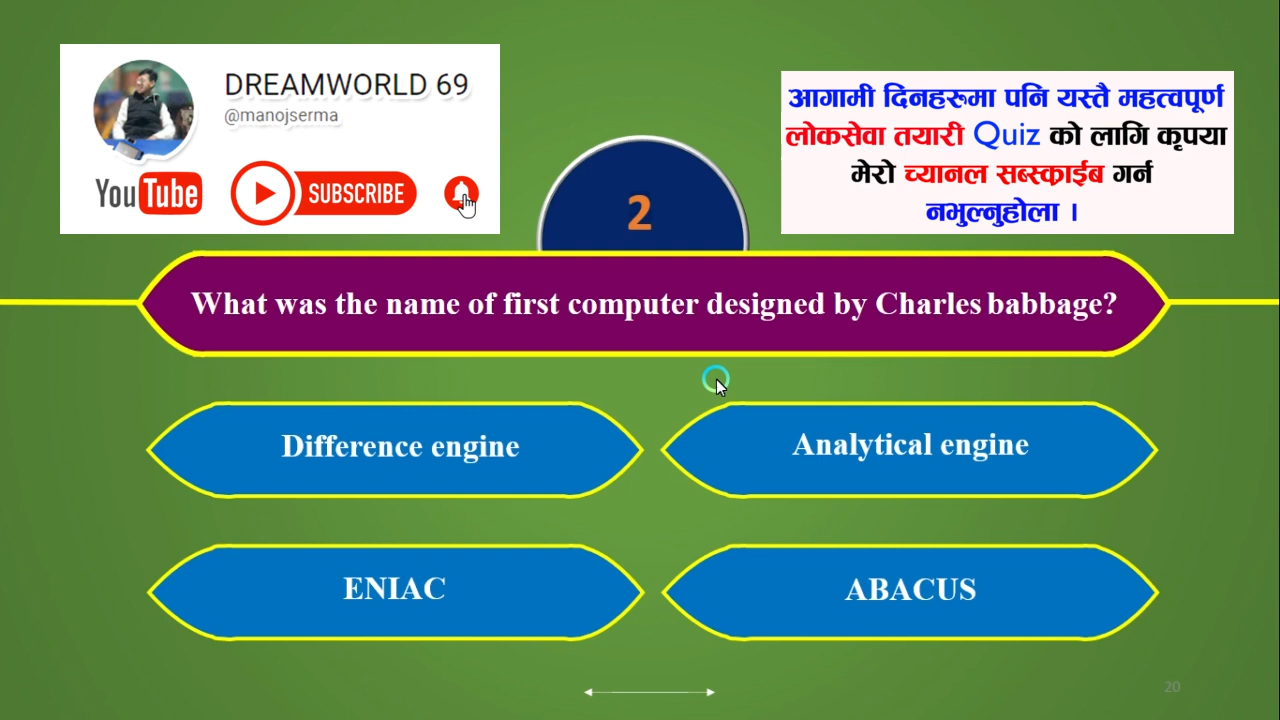 DREAMWORLD 69
@manojserma
YouTube SUBSCRIBE
आगामी दिनहरुमा पनि यस्तै महत्वपूर्ण
लोकसेवा तयारी Quiz को लागि कृपया
मेरो च्यानल सब्स्क्राईब गर्न
नभुल्नुहोला ।
2
What was the name of first computer designed by Charles babbage?
Difference engine
Analytical engine
ENIAC
ABACUS
20